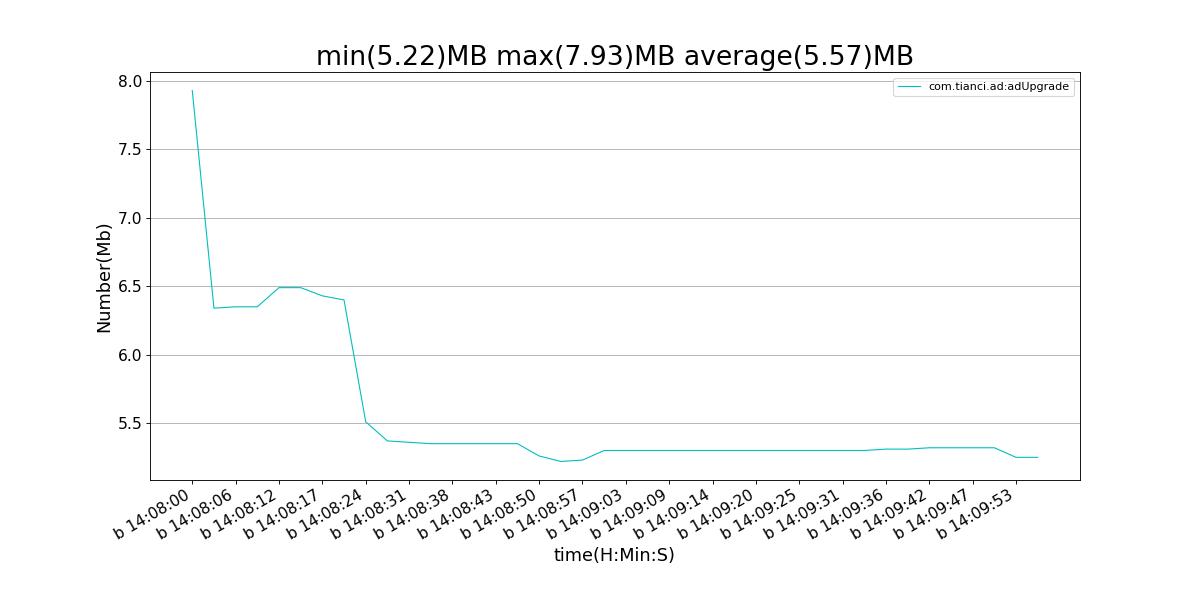 min(5.22)MB max(7.93)MB average(5.57)MB
com.tianci.ad:adUpgrade
Number(Mb)
8.0
7.5
7.0
6.5
6.0
5.5
b 14:08:00
b 14:08:06
b 14:08:12
b 14:08:17
b 14:08:24
b 14:08:31
b 14:08:38
b 14:08:43
b 14:08:50
b 14:08:57
b 14:09:03
b 14:09:09
b 14:09:14
b 14:09:20
b 14:09:25
b 14:09:31
b 14:09:36
b 14:09:42
b 14:09:47
b 14:09:53
time(H:Min:S)